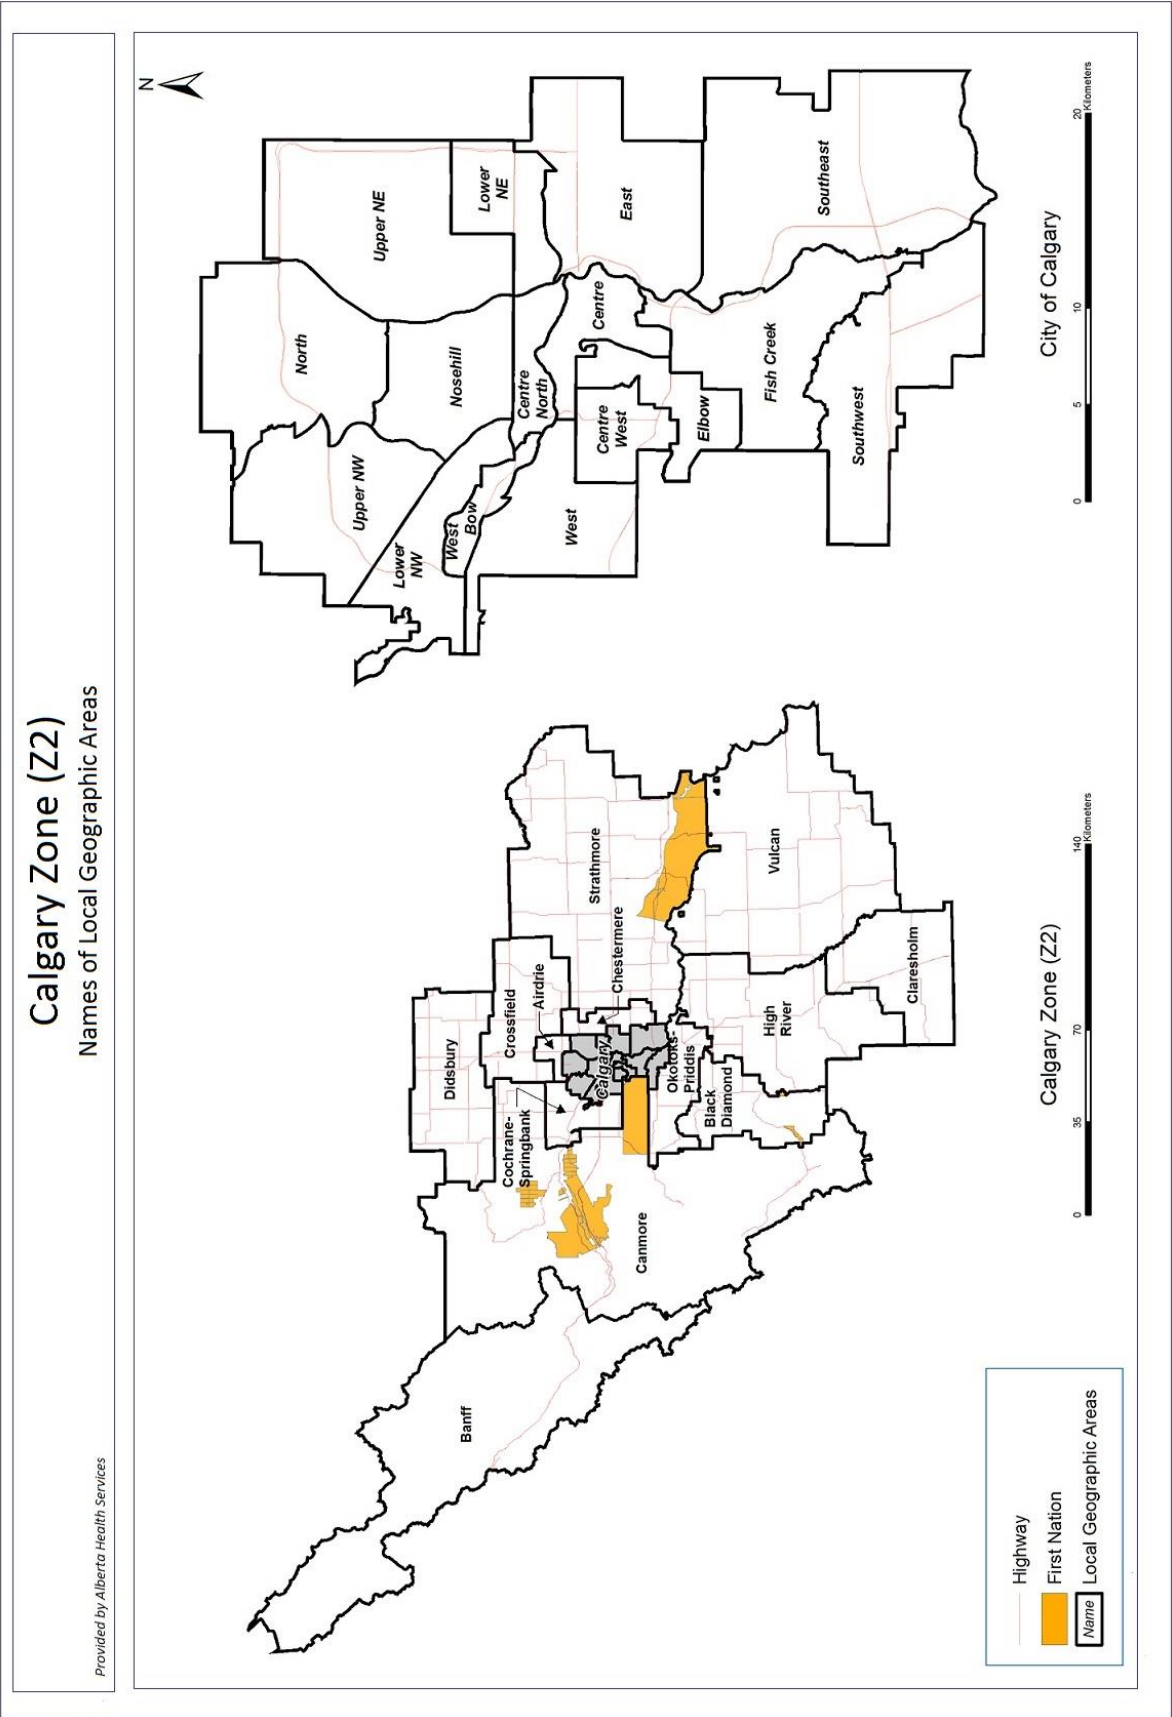 Calgary Zone (Z2)
Names of Local Geographic Areas
Provided by Alberta Health Services
Banff
Canmore
Didsbury
Crossfield
Airdrie
Cochrane-
Springbank
Calgary
Chestermere
Strathmore
Okotoks-
Priddis
Black
Diamond
High
River
Vulcan
Claresholm
Highway
First Nation
Name
Local Geographic Areas
Calgary Zone (Z2)
0
35
70
140
Kilometers
N
North
Upper NE
Upper NW
Nosehill
Lower
NE
Lower
NW
West
Bow
Centre
North
West
Centre
West
Centre
East
Elbow
Fish Creek
Southeast
Southwest
City of Calgary
0
5
10
20
Kilometers